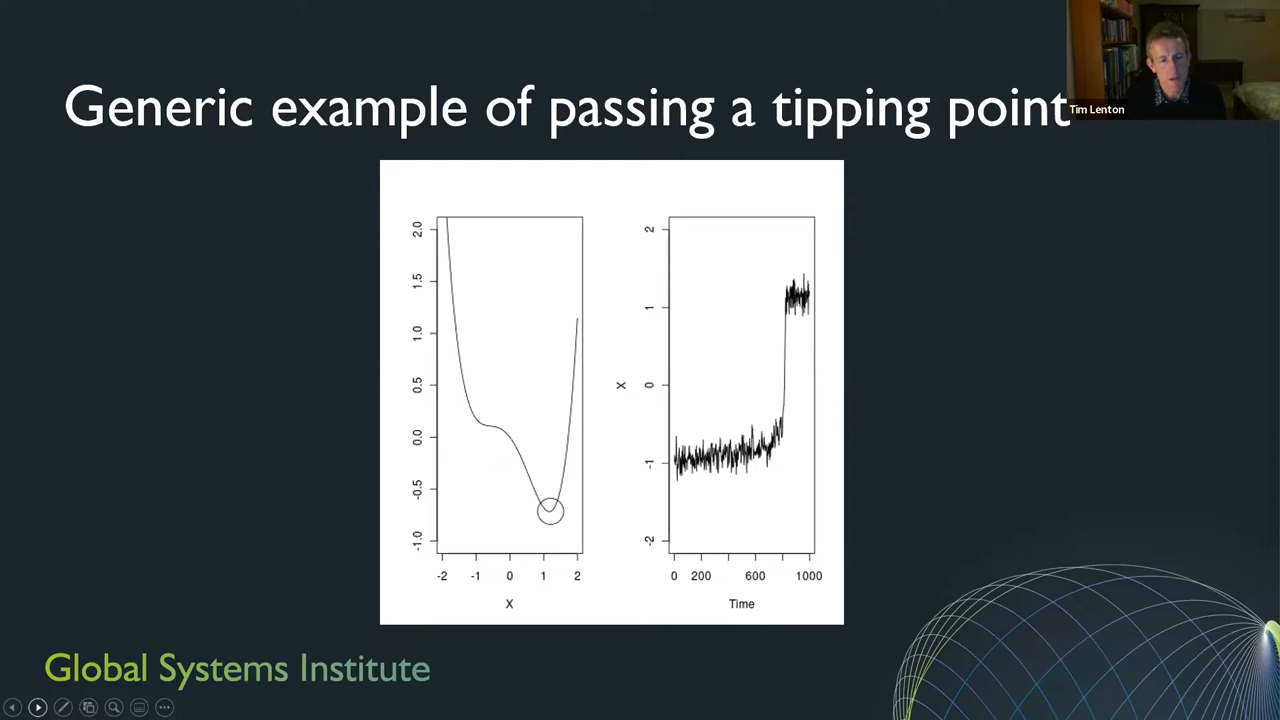 Generic example of passing a tipping point
Tim Lenton
2.0
1.5
1.0
0.5
0.0
-0.5
-1.0
-2 -1 0 1 2
X
2
1
0
-1
-2
X
0 200 600 1000
Time
Global Systems Institute